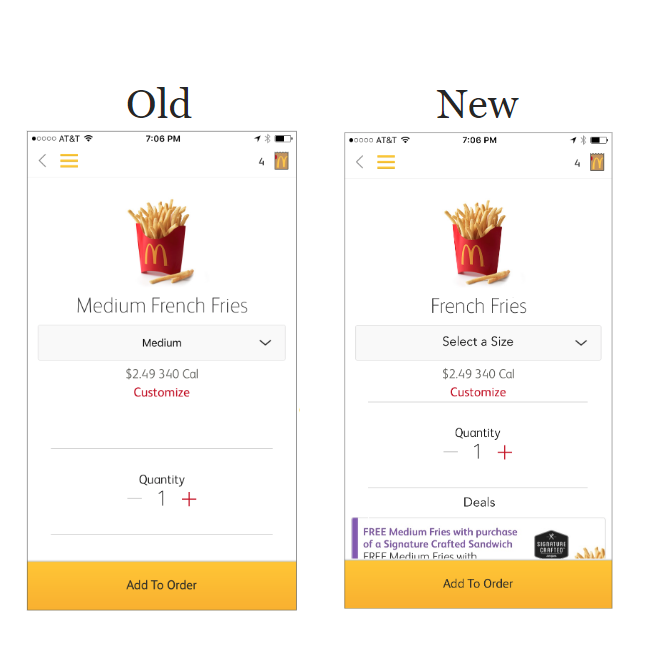 Old
AT&T 7:06 PM
4
Medium French Fries
Medium
$2.49 340 Cal
Customize
Quantity
1
Add To Order
New
AT&T 7:06 PM
4
French Fries
Select a Size
$2.49 340 Cal
Customize
Quantity
1
Deals
FREE Medium Fries with purchase
of a Signature Crafted Sandwich
FREE Medium Fries with
SIGNATURE
CRAFTED
Add To Order